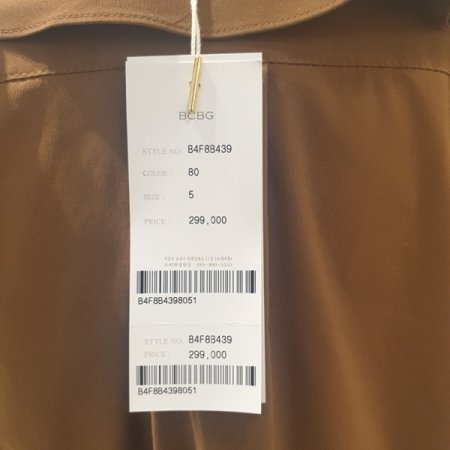 BCBG
STYLE NO: B4F8B439
COLOR : 80
SIZE : 5
PRICE : 299,000
B4F8B4398051
STYLE NO: B4F8B439
PRICE : 299,000
B4F8B4398051